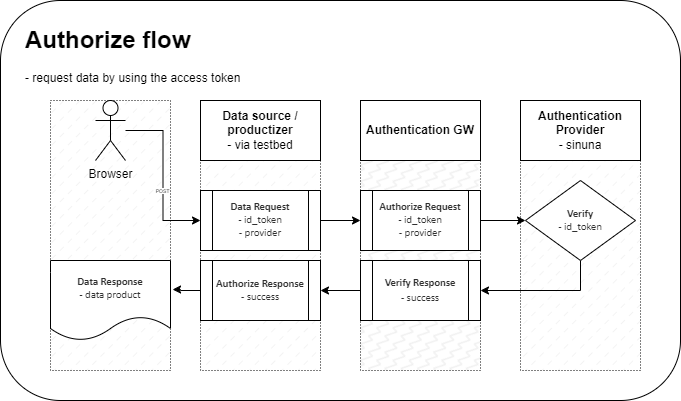 Authorize flow
- request data by using the access token
Browser
Data source /
productizer
- via testbed
Authentication GW
Authentication
Provider
- sinuna
POST
Data Request
- id_token
- provider
Authorize Request
- id_token
- provider
Verify
- id_token
Data Response
- data product
Authorize Response
- success
Verify Response
- success